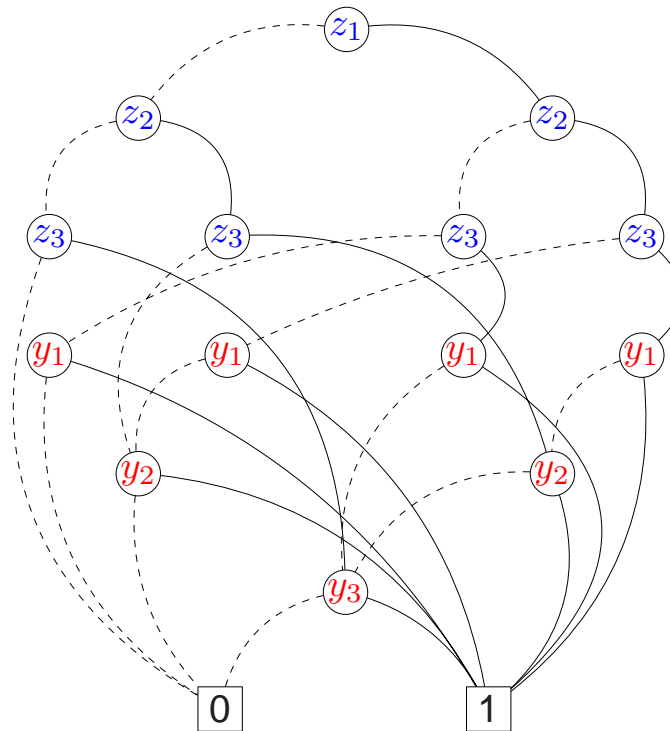 z₁
z₂ z₂
z₃ z₃ z₃ z₃
y₁ y₁ y₁ y₁
y₂ y₂
y₃
0 1